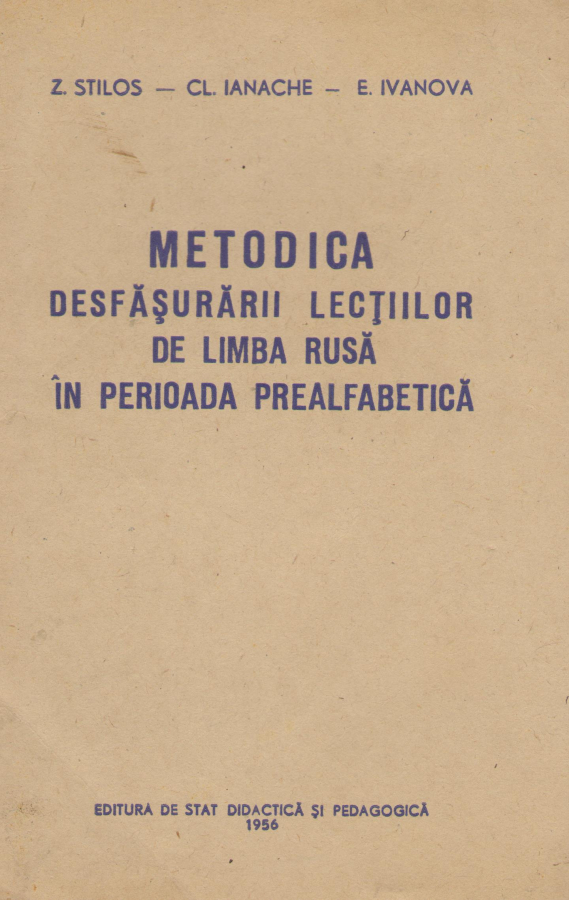 Z. STILOS — CL. IANACHE — E. IVANOVA
METODICA
DESFĂŞURĂRII LECŢIILOR
DE LIMBA RUSĂ
ÎN PERIOADA PREALFABETICĂ
EDITURA DE STAT DIDACTICĂ ŞI PEDAGOGICĂ
1956